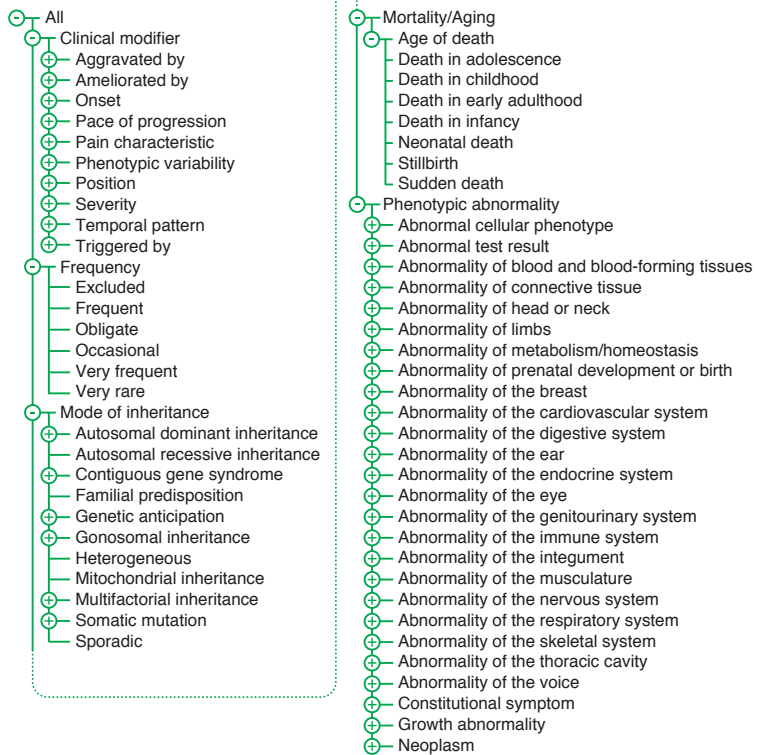 All
Clinical modifier
Aggravated by
Ameliorated by
Onset
Pace of progression
Pain characteristic
Phenotypic variability
Position
Severity
Temporal pattern
Triggered by
Frequency
Excluded
Frequent
Obligate
Occasional
Very frequent
Very rare
Mode of inheritance
Autosomal dominant inheritance
Autosomal recessive inheritance
Contiguous gene syndrome
Familial predisposition
Genetic anticipation
Gonosomal inheritance
Heterogeneous
Mitochondrial inheritance
Multifactorial inheritance
Somatic mutation
Sporadic
Mortality/Aging
Age of death
Death in adolescence
Death in childhood
Death in early adulthood
Death in infancy
Neonatal death
Stillbirth
Sudden death
Phenotypic abnormality
Abnormal cellular phenotype
Abnormal test result
Abnormality of blood and blood-forming tissues
Abnormality of connective tissue
Abnormality of head or neck
Abnormality of limbs
Abnormality of metabolism/homeostasis
Abnormality of prenatal development or birth
Abnormality of the breast
Abnormality of the cardiovascular system
Abnormality of the digestive system
Abnormality of the ear
Abnormality of the endocrine system
Abnormality of the eye
Abnormality of the genitourinary system
Abnormality of the immune system
Abnormality of the integument
Abnormality of the musculature
Abnormality of the nervous system
Abnormality of the respiratory system
Abnormality of the skeletal system
Abnormality of the thoracic cavity
Abnormality of the voice
Constitutional symptom
Growth abnormality
Neoplasm